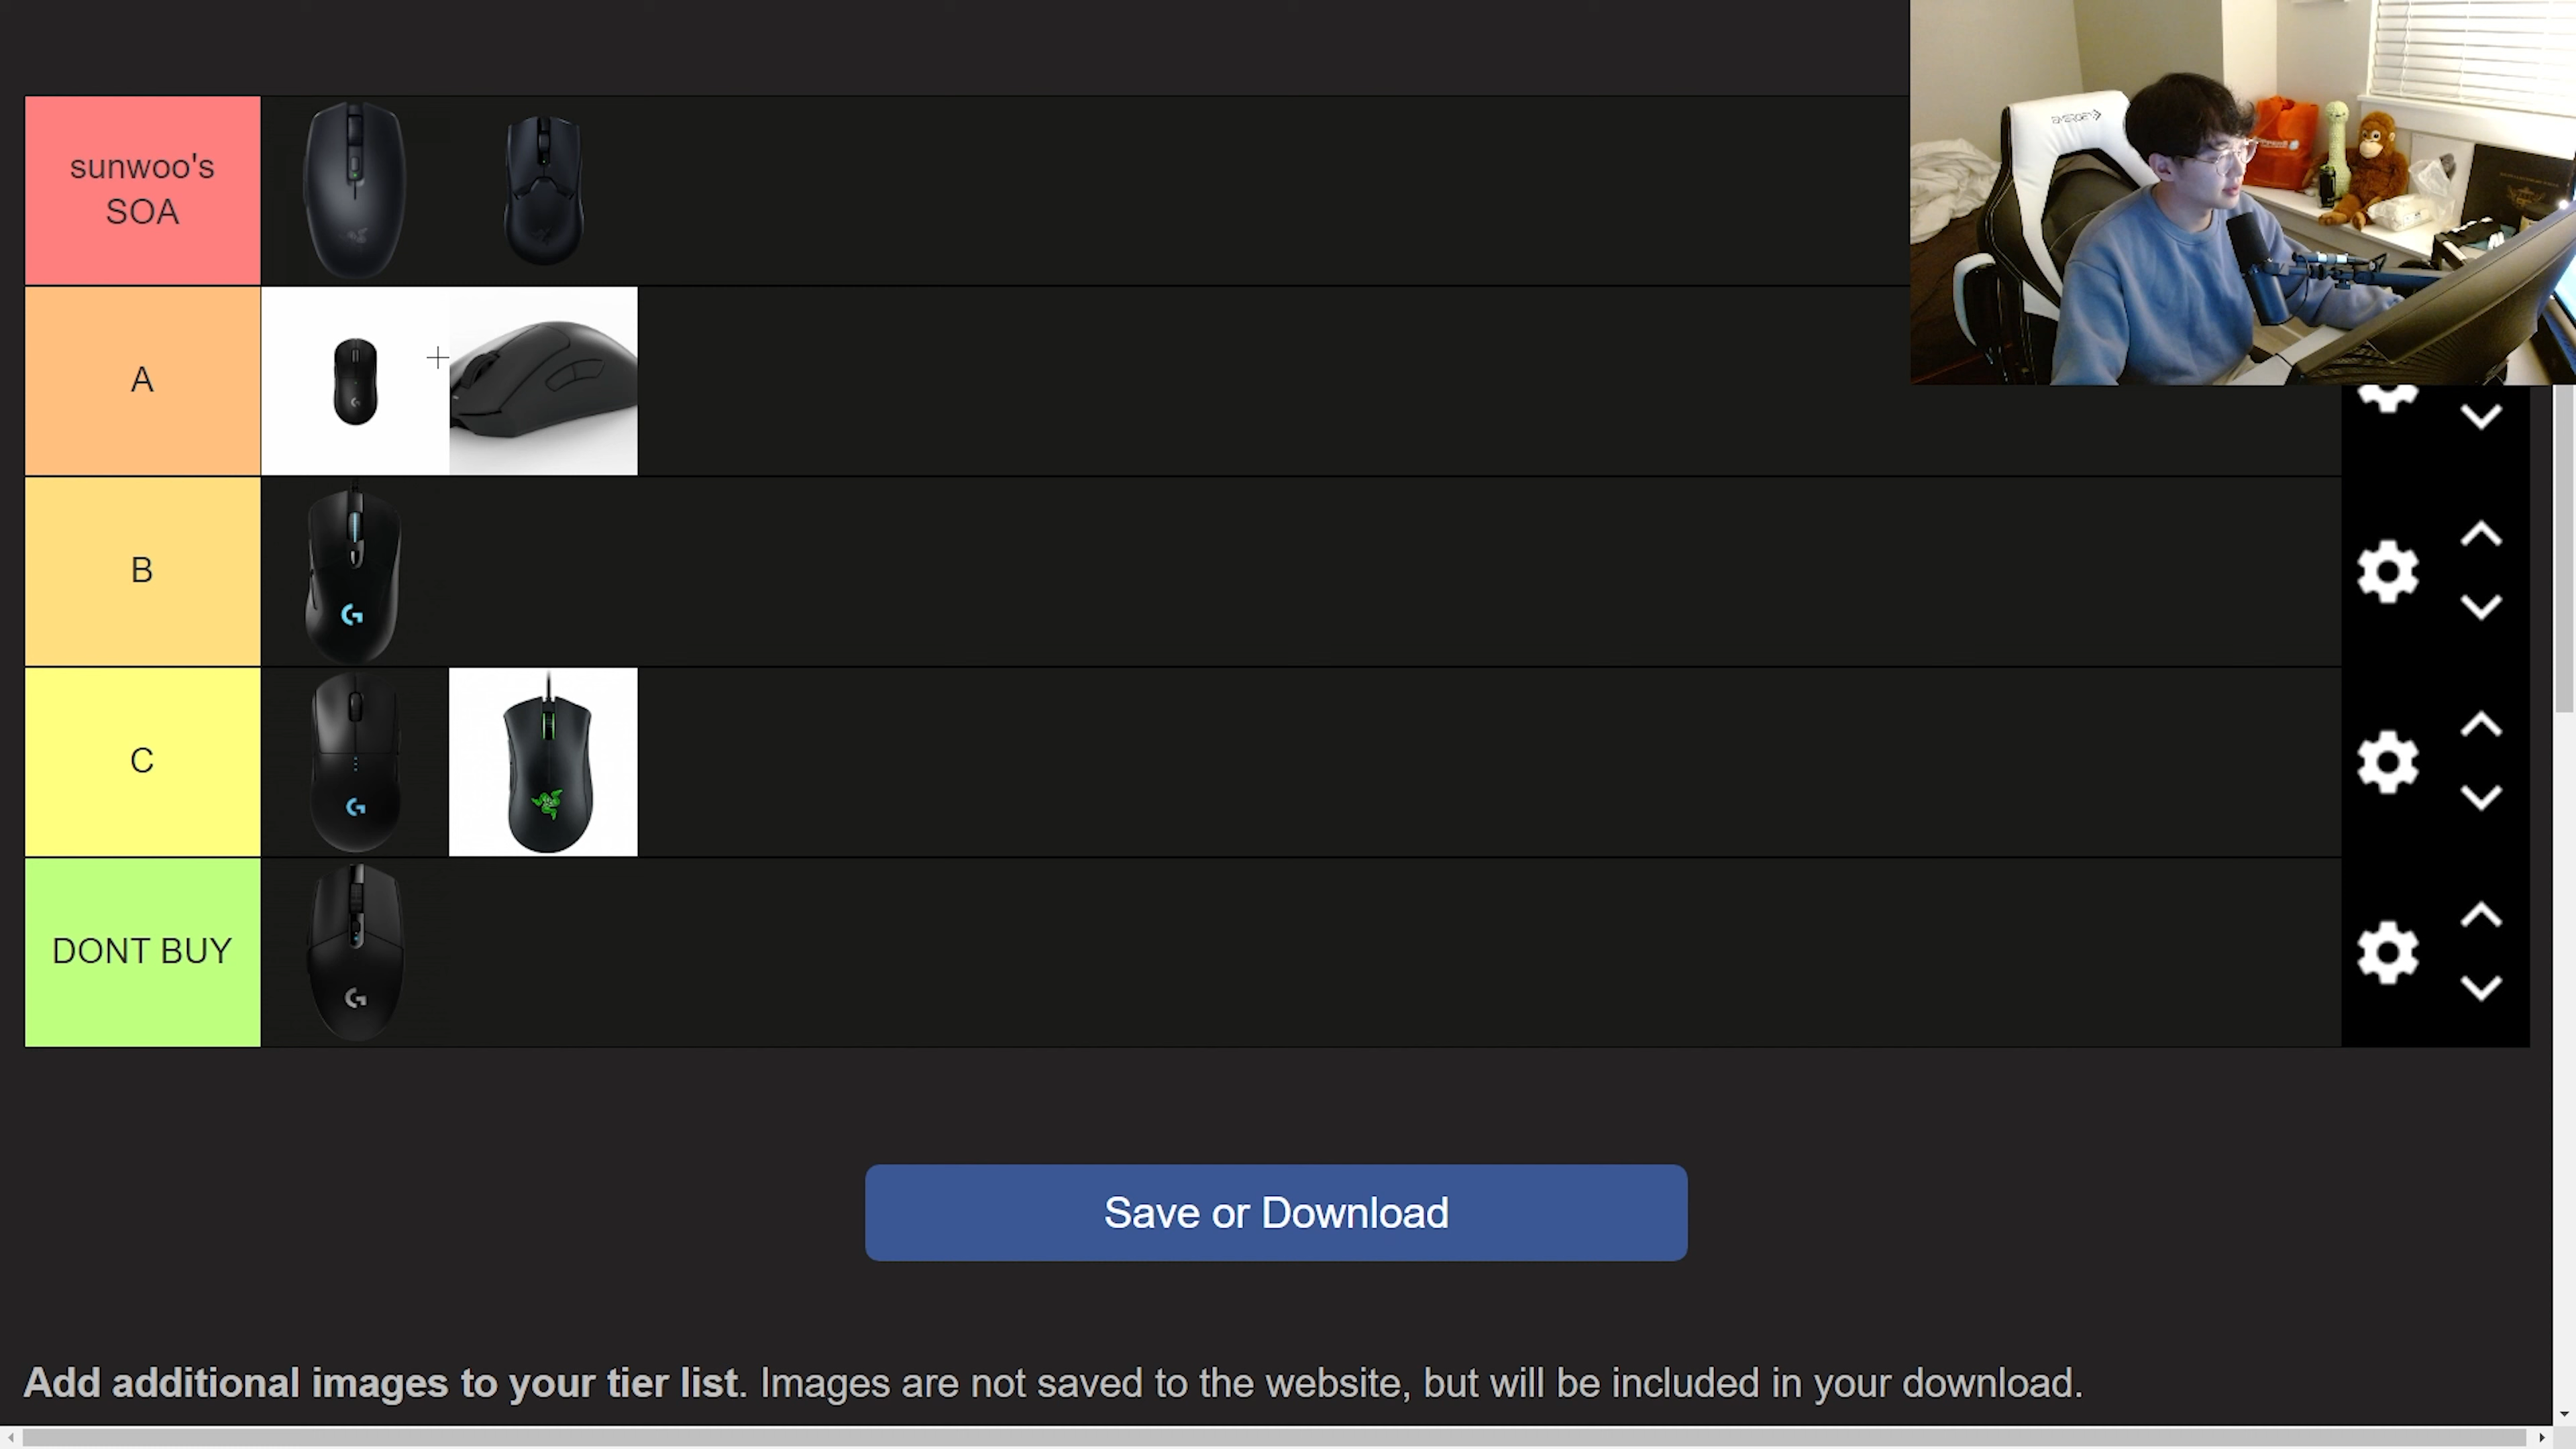 sunwoo's
SOA
A
B
C
DONT BUY
Save or Download
Add additional images to your tier list. Images are not saved to the website, but will be included in your download.